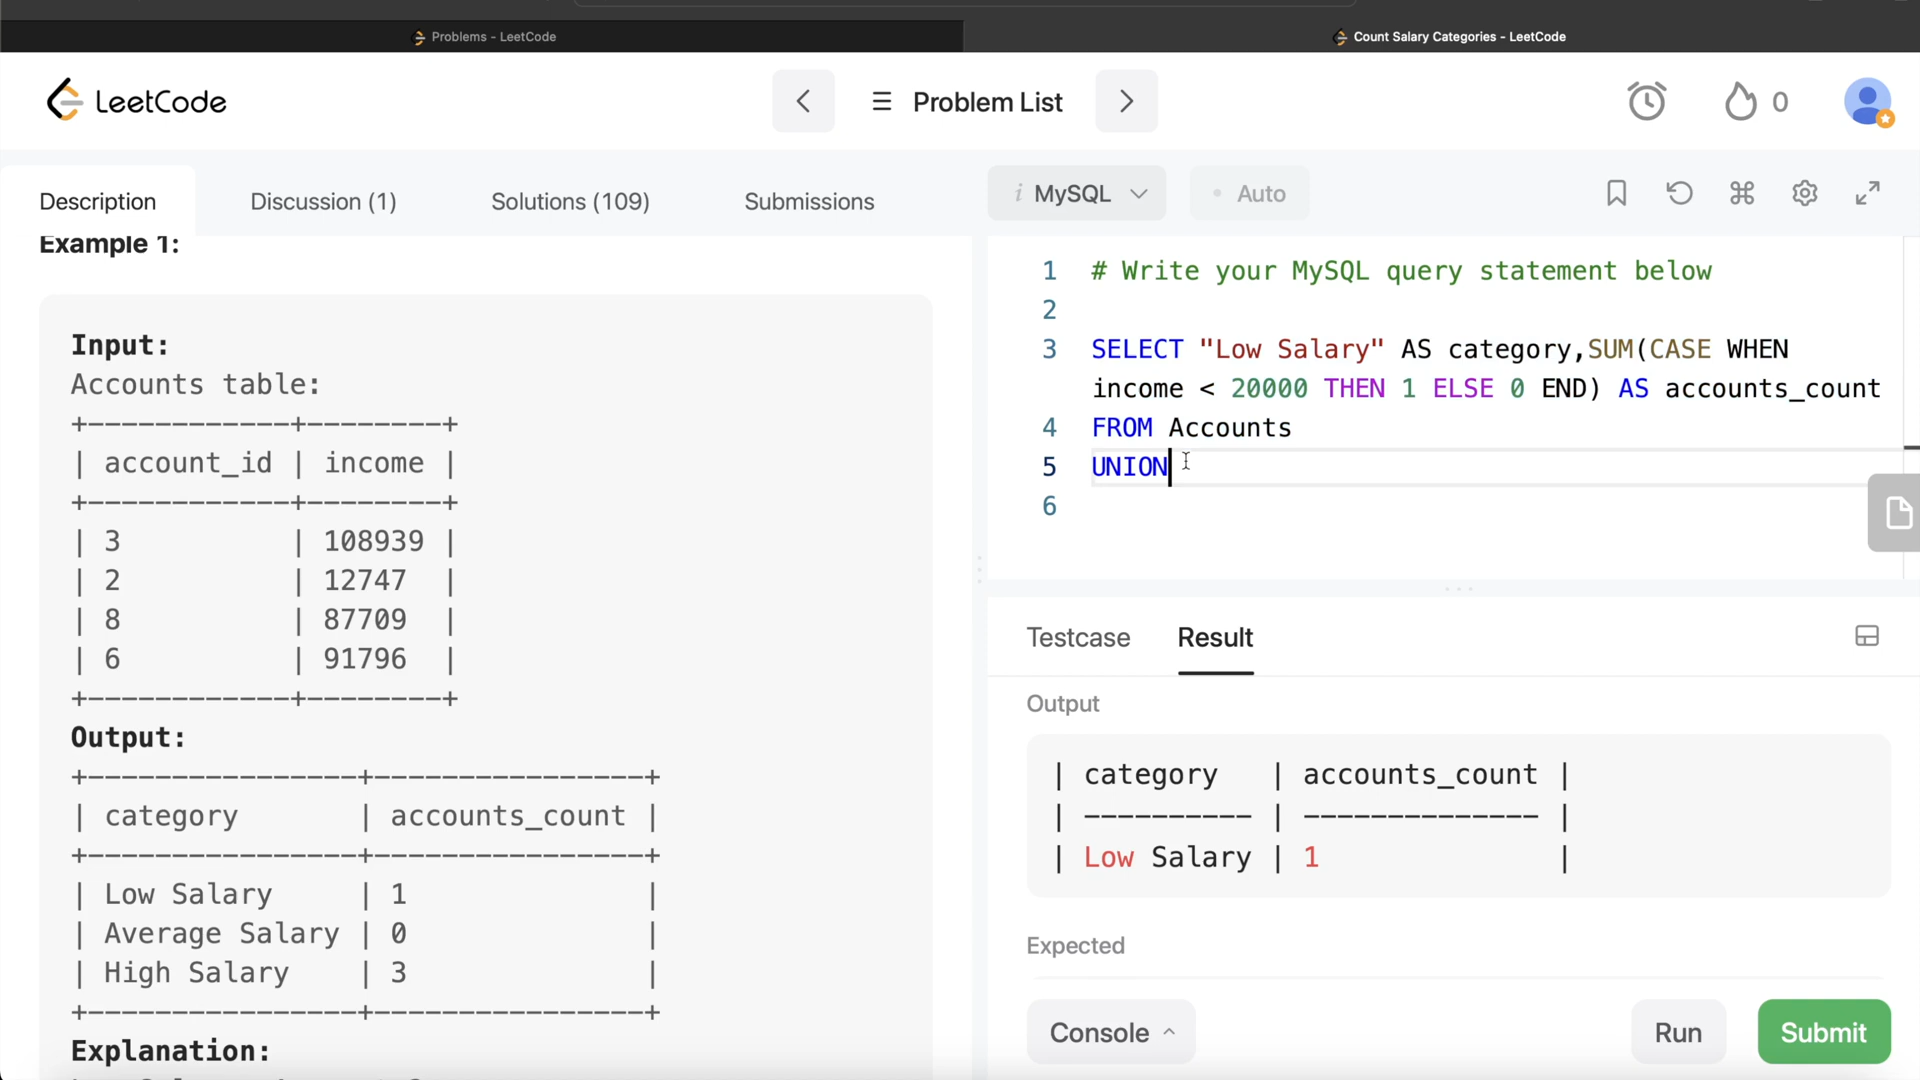 Problems - LeetCode
Count Salary Categories - LeetCode
LeetCode
Problem List
0
Description
Discussion (1)
Solutions (109)
Submissions
i MySQL
Auto
Example 1:
Input:
Accounts table:
+------------+--------+
| account_id | income |
+------------+--------+
| 3 | 108939 |
| 2 | 12747 |
| 8 | 87709 |
| 6 | 91796 |
+------------+--------+
Output:
+----------------+----------------+
| category | accounts_count |
+----------------+----------------+
| Low Salary | 1 |
| Average Salary | 0 |
| High Salary | 3 |
+----------------+----------------+
Explanation:
1 # Write your MySQL query statement below
2
3 SELECT "Low Salary" AS category,SUM(CASE WHEN
income < 20000 THEN 1 ELSE 0 END) AS accounts_count
4 FROM Accounts
5 UNION
6
Testcase
Result
Output
| category | accounts_count |
| ---------- | -------------- |
| Low Salary | 1 |
Expected
Console
Run
Submit